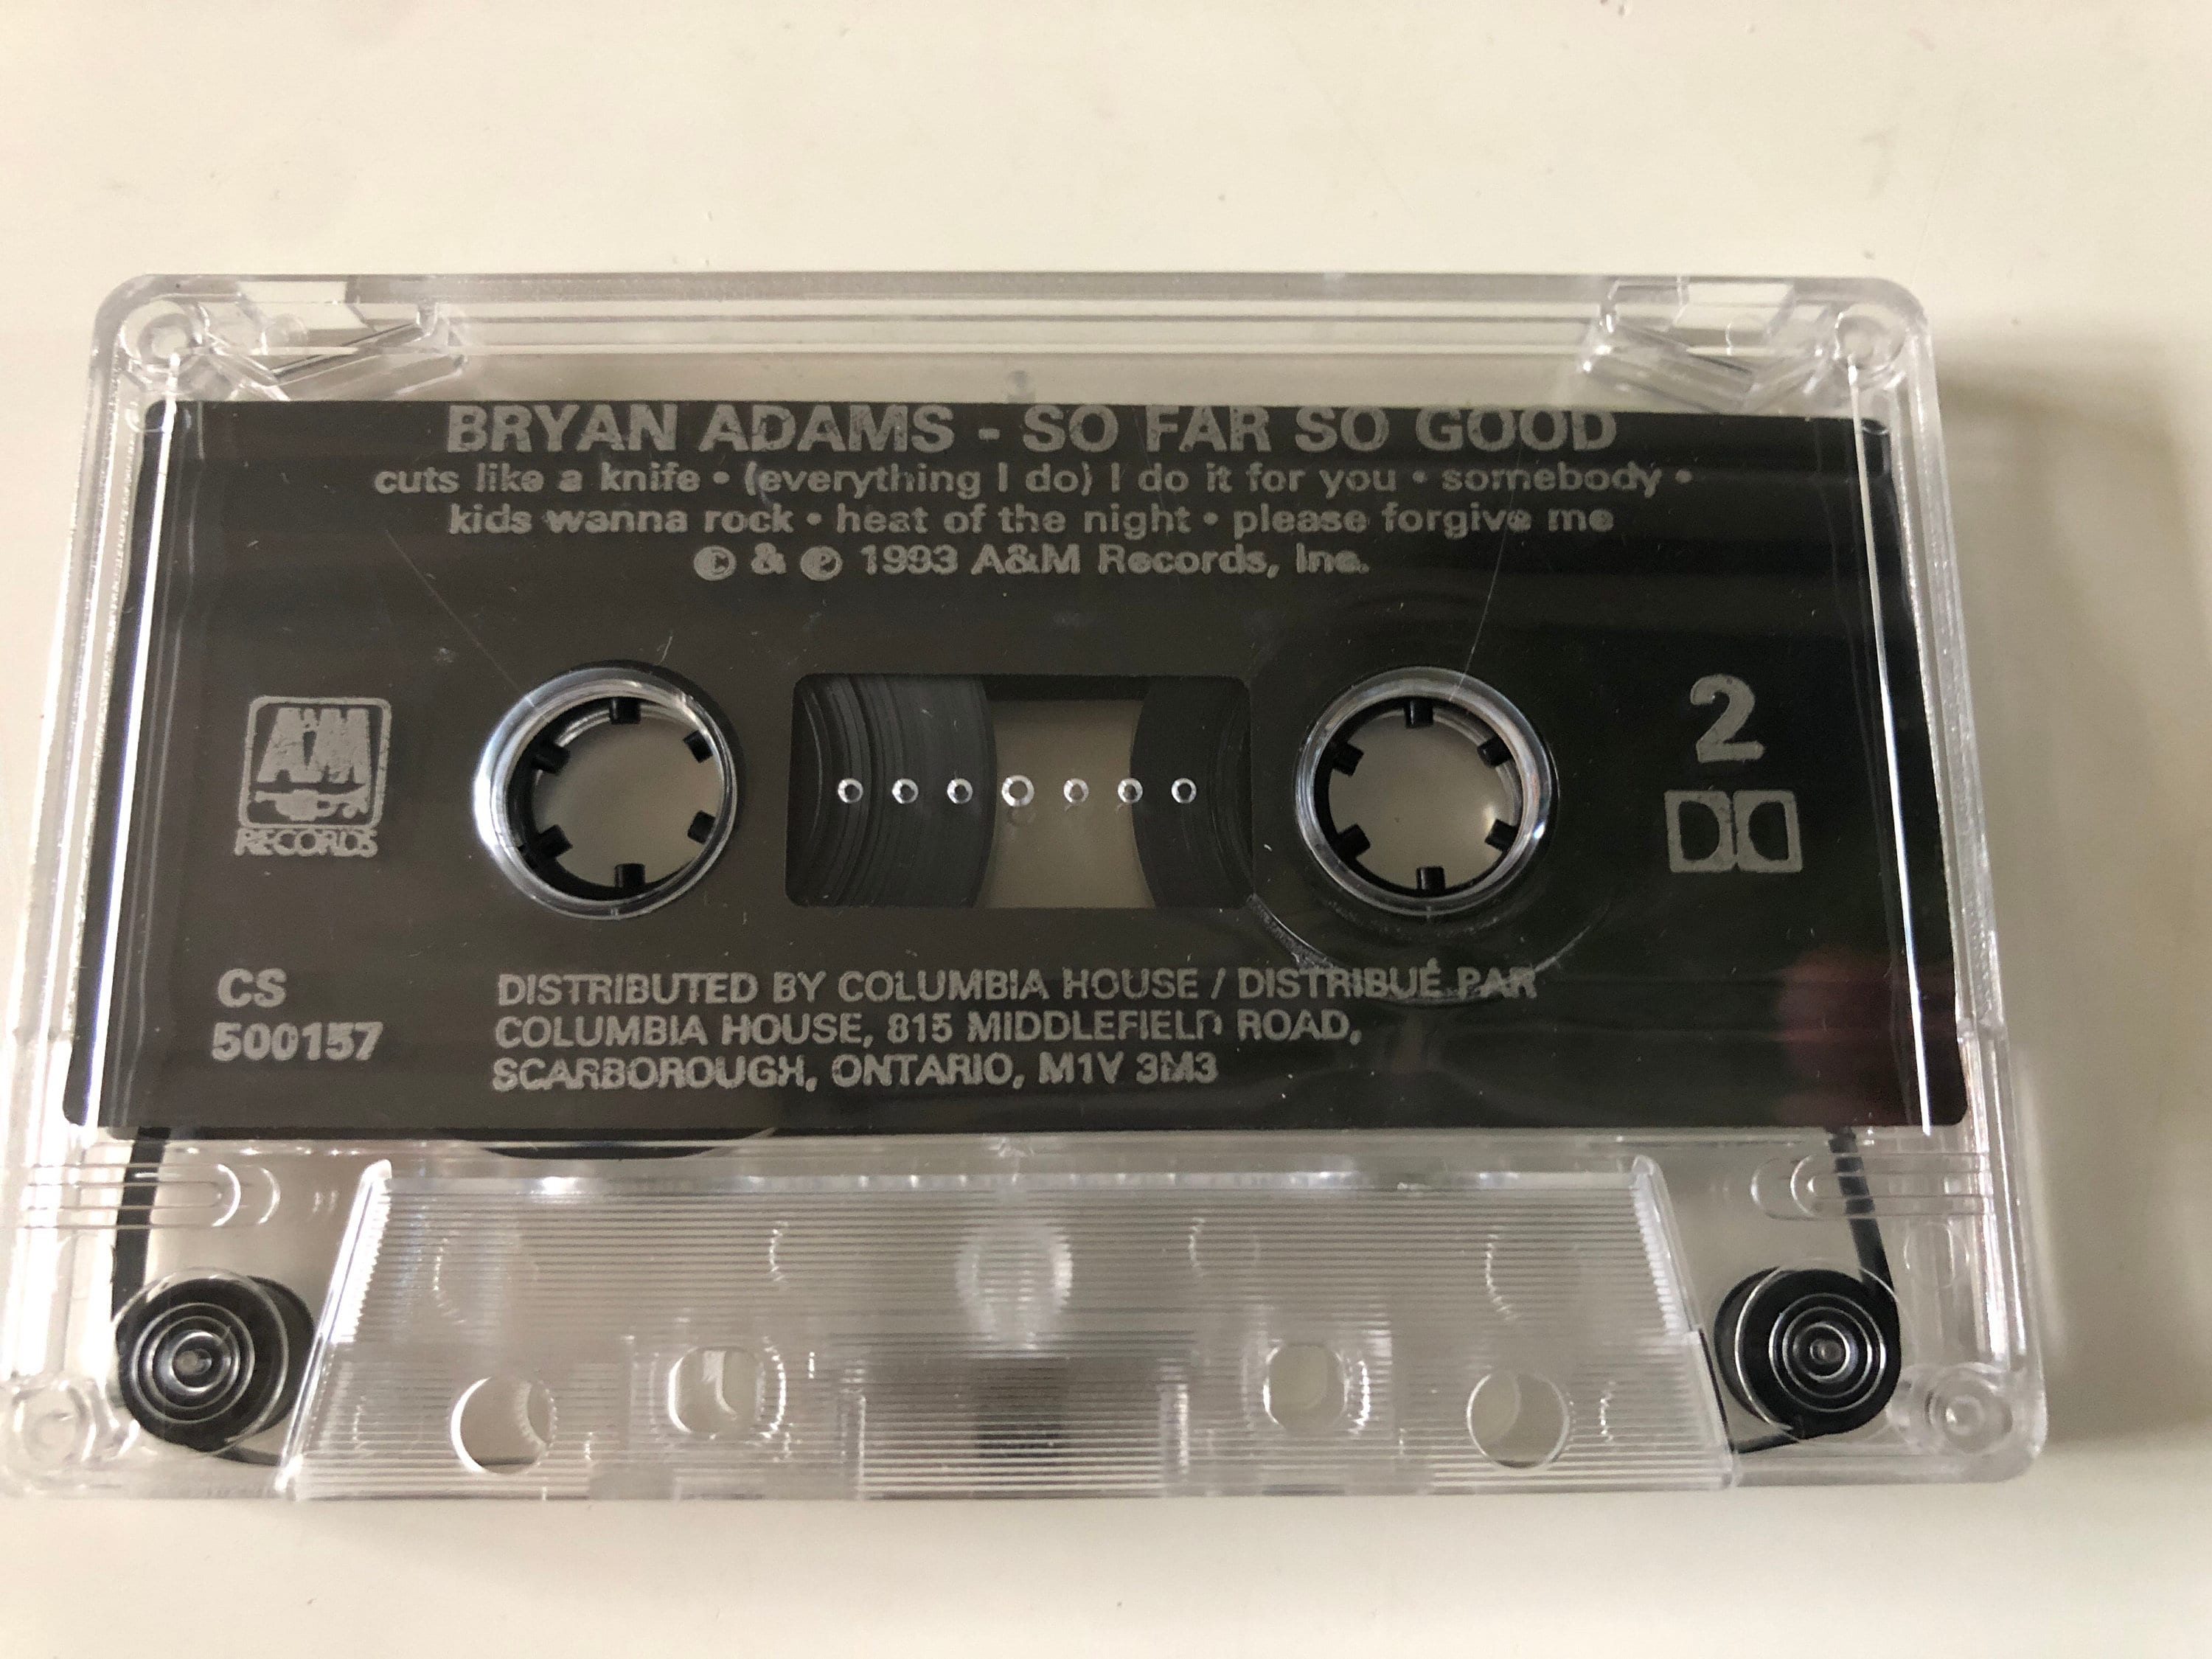 BRYAN ADAMS - SO FAR SO GOOD
cuts like a knife • (everything I do) I do it for you • somebody •
kids wanna rock • heat of the night • please forgive me
© & ℗ 1993 A&M Records, Inc.
A&M
RECORDS
2
CS
500157
DISTRIBUTED BY COLUMBIA HOUSE / DISTRIBUÉ PAR
COLUMBIA HOUSE, 815 MIDDLEFIELD ROAD,
SCARBOROUGH, ONTARIO, M1V 3M3